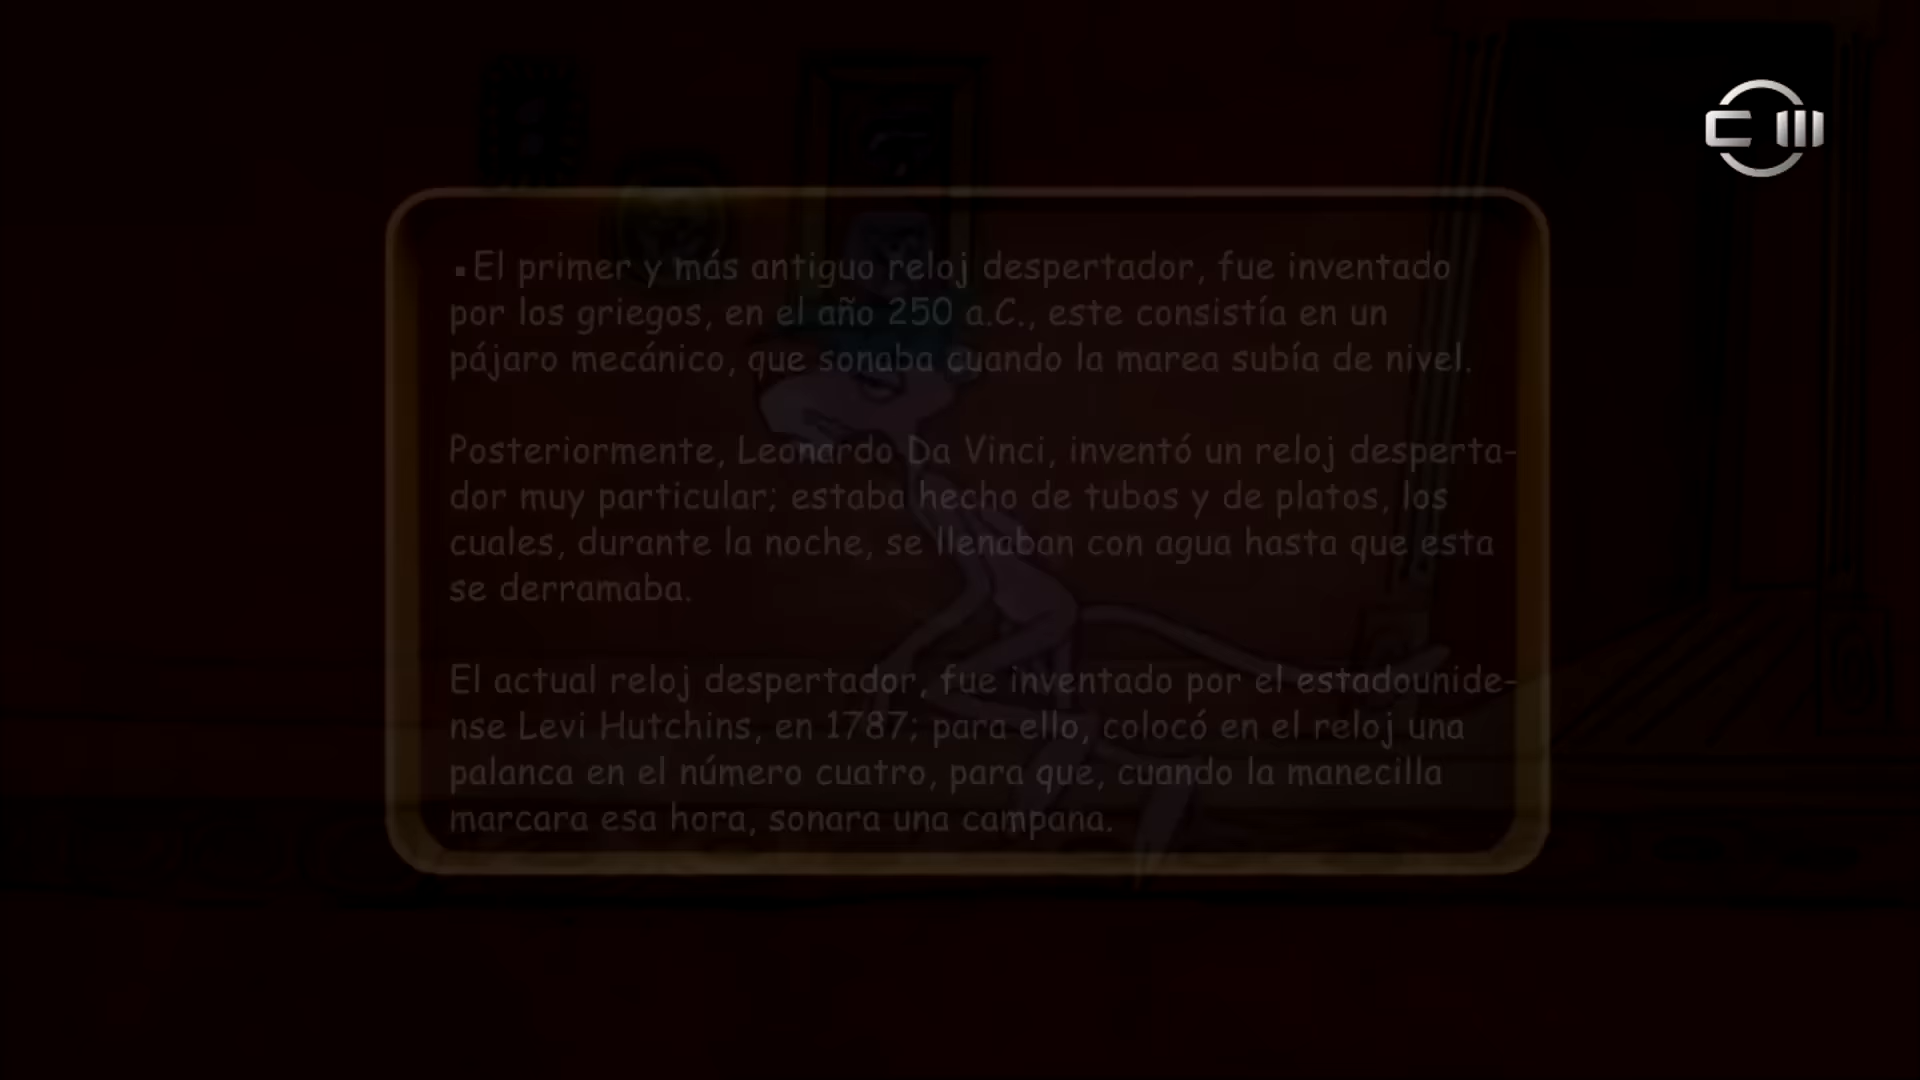 ▪El primer y más antiguo reloj despertador, fue inventado
por los griegos, en el año 250 a.C., este consistía en un
pájaro mecánico, que sonaba cuando la marea subía de nivel.
Posteriormente, Leonardo Da Vinci, inventó un reloj desperta-
dor muy particular; estaba hecho de tubos y de platos, los
cuales, durante la noche, se llenaban con agua hasta que esta
se derramaba.
El actual reloj despertador, fue inventado por el estadounide-
nse Levi Hutchins, en 1787; para ello, colocó en el reloj una
palanca en el número cuatro, para que, cuando la manecilla
marcara esa hora, sonara una campana.